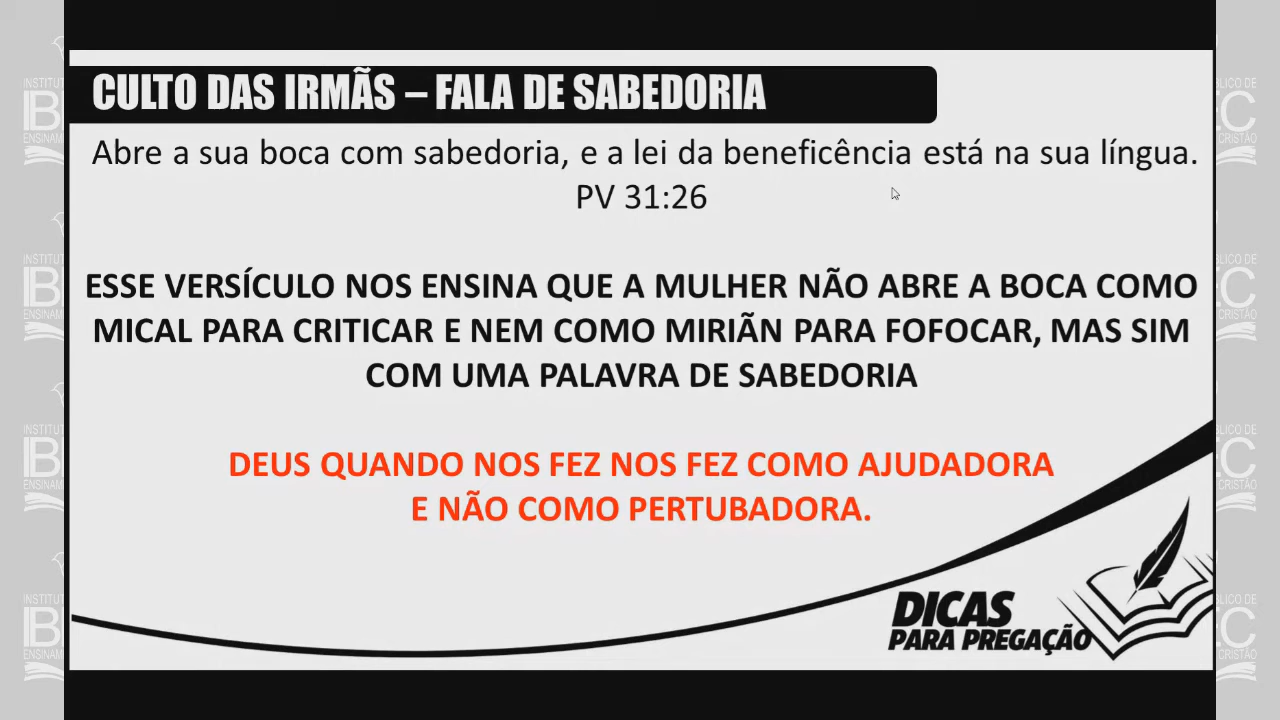 CULTO DAS IRMÃS – FALA DE SABEDORIA
Abre a sua boca com sabedoria, e a lei da beneficência está na sua língua.
PV 31:26
ESSE VERSÍCULO NOS ENSINA QUE A MULHER NÃO ABRE A BOCA COMO
MICAL PARA CRITICAR E NEM COMO MIRIÃN PARA FOFOCAR, MAS SIM
COM UMA PALAVRA DE SABEDORIA
DEUS QUANDO NOS FEZ NOS FEZ COMO AJUDADORA
E NÃO COMO PERTUBADORA.
DICAS
PARA PREGAÇÃO